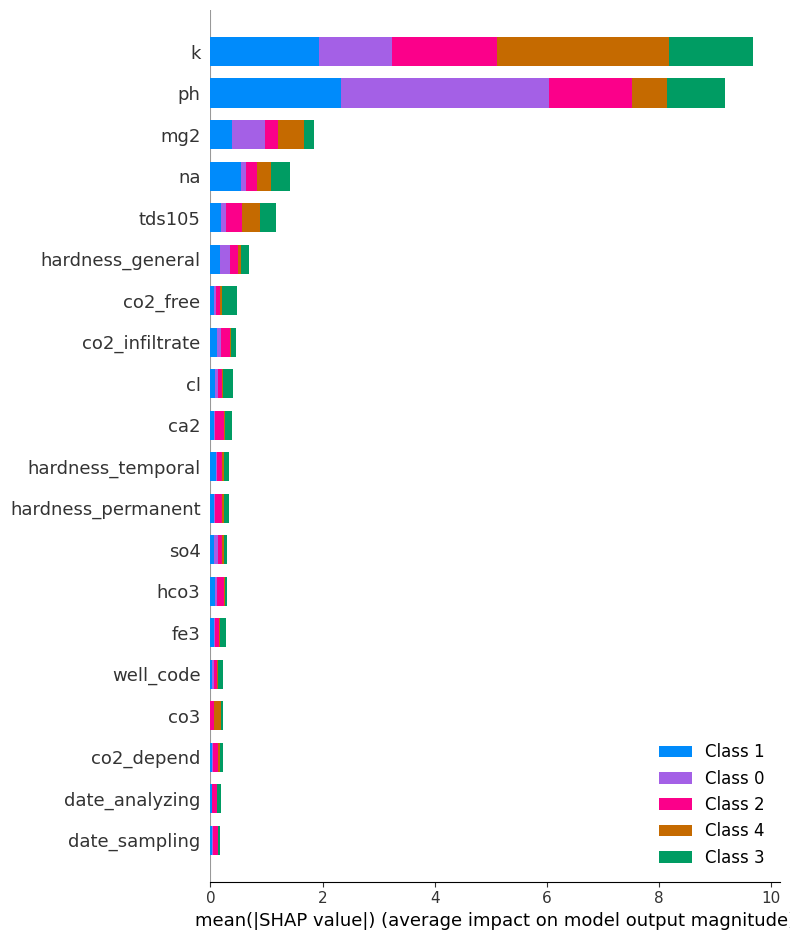 k
ph
mg2
na
tds105
hardness_general
co2_free
co2_infiltrate
cl
ca2
hardness_temporal
hardness_permanent
so4
hco3
fe3
well_code
co3
co2_depend
date_analyzing
date_sampling
Class 1
Class 0
Class 2
Class 4
Class 3
0 2 4 6 8 10
mean(|SHAP value|) (average impact on model output magnitude